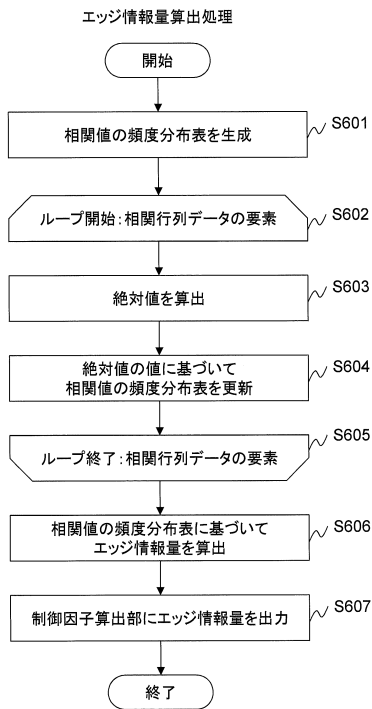 エッジ情報量算出処理
開始
相関値の頻度分布表を生成
S601
ループ開始:相関行列データの要素
S602
絶対値を算出
S603
絶対値の値に基づいて
相関値の頻度分布表を更新
S604
ループ終了:相関行列データの要素
S605
相関値の頻度分布表に基づいて
エッジ情報量を算出
S606
制御因子算出部にエッジ情報量を出力
S607
終了